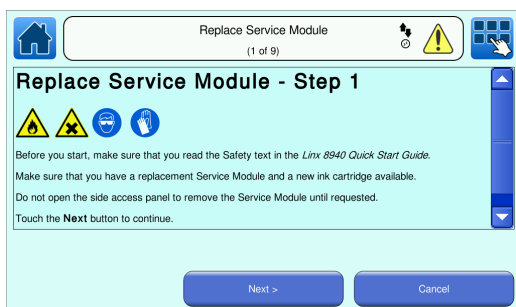 Replace Service Module
(1 of 9)
Replace Service Module - Step 1
Before you start, make sure that you read the Safety text in the Linx 8940 Quick Start Guide.
Make sure that you have a replacement Service Module and a new ink cartridge available.
Do not open the side access panel to remove the Service Module until requested.
Touch the Next button to continue.
Next >
Cancel